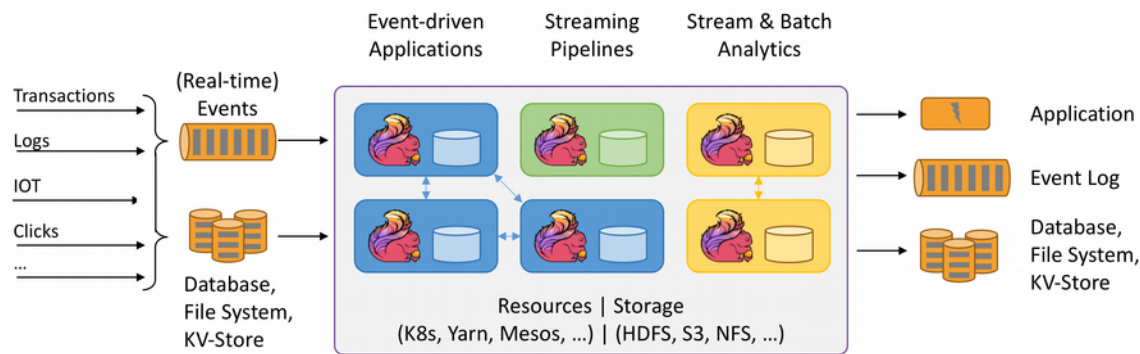 Event-driven
Applications
Streaming
Pipelines
Stream & Batch
Analytics
Transactions
Logs
IOT
Clicks
...
(Real-time)
Events
Database,
File System,
KV-Store
Resources | Storage
(K8s, Yarn, Mesos, ...) | (HDFS, S3, NFS, ...)
Application
Event Log
Database,
File System,
KV-Store